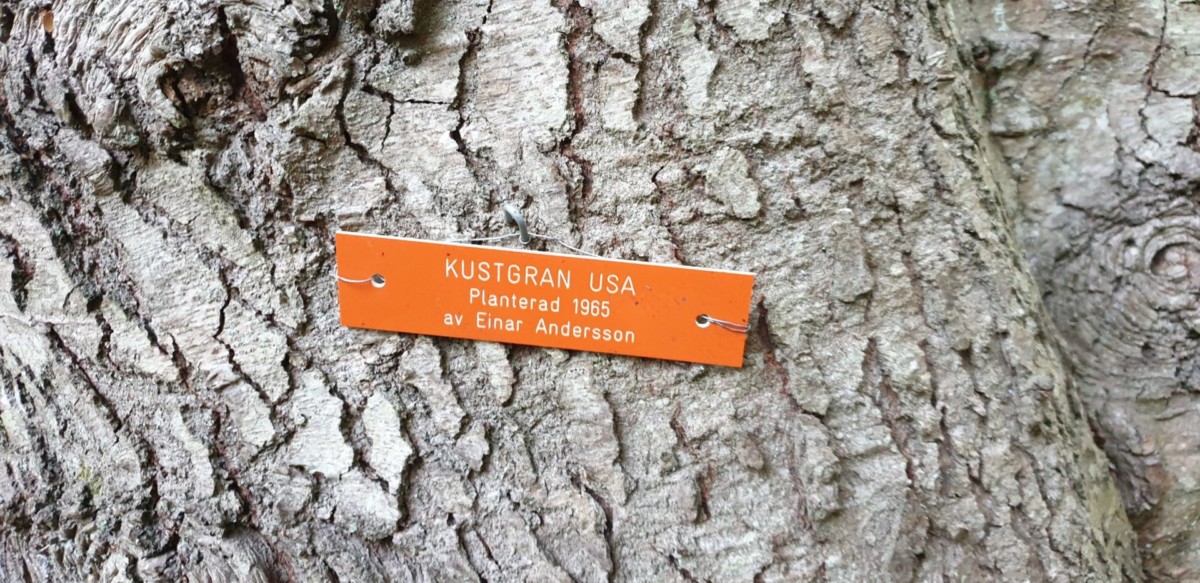 KUSTGRAN USA
Planterad 1965
av Einar Andersson